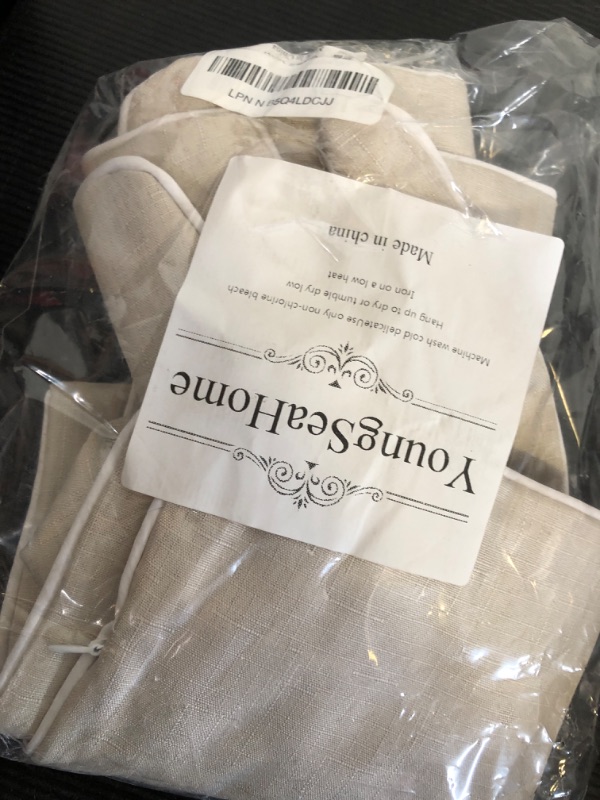 YoungSeaHome
Machine wash cold delicateUse only non-chlorine bleach
Hang up to dry or tumble dry low
Iron on a low heat
Made in china
LPN